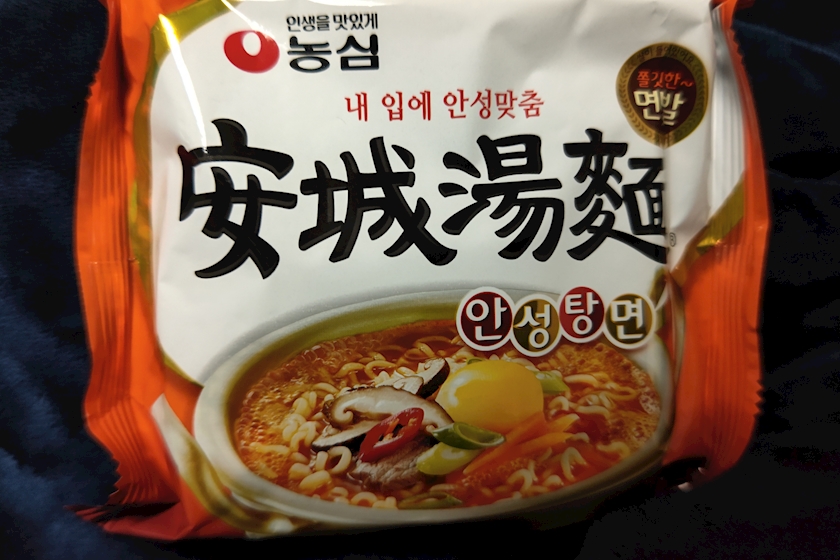 인생을 맛있게
농심
쫄깃한~
면발
내 입에 안성맞춤
安城湯麵
안성탕면